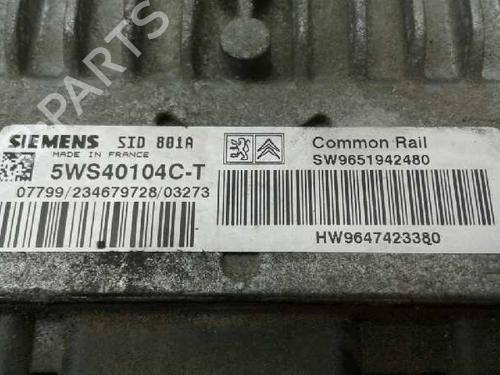 PARTS
SIEMENS SID 801A
MADE IN FRANCE
5WS40104C-T
07799/234679728/03273
Common Rail
SW9651942480
HW9647423380